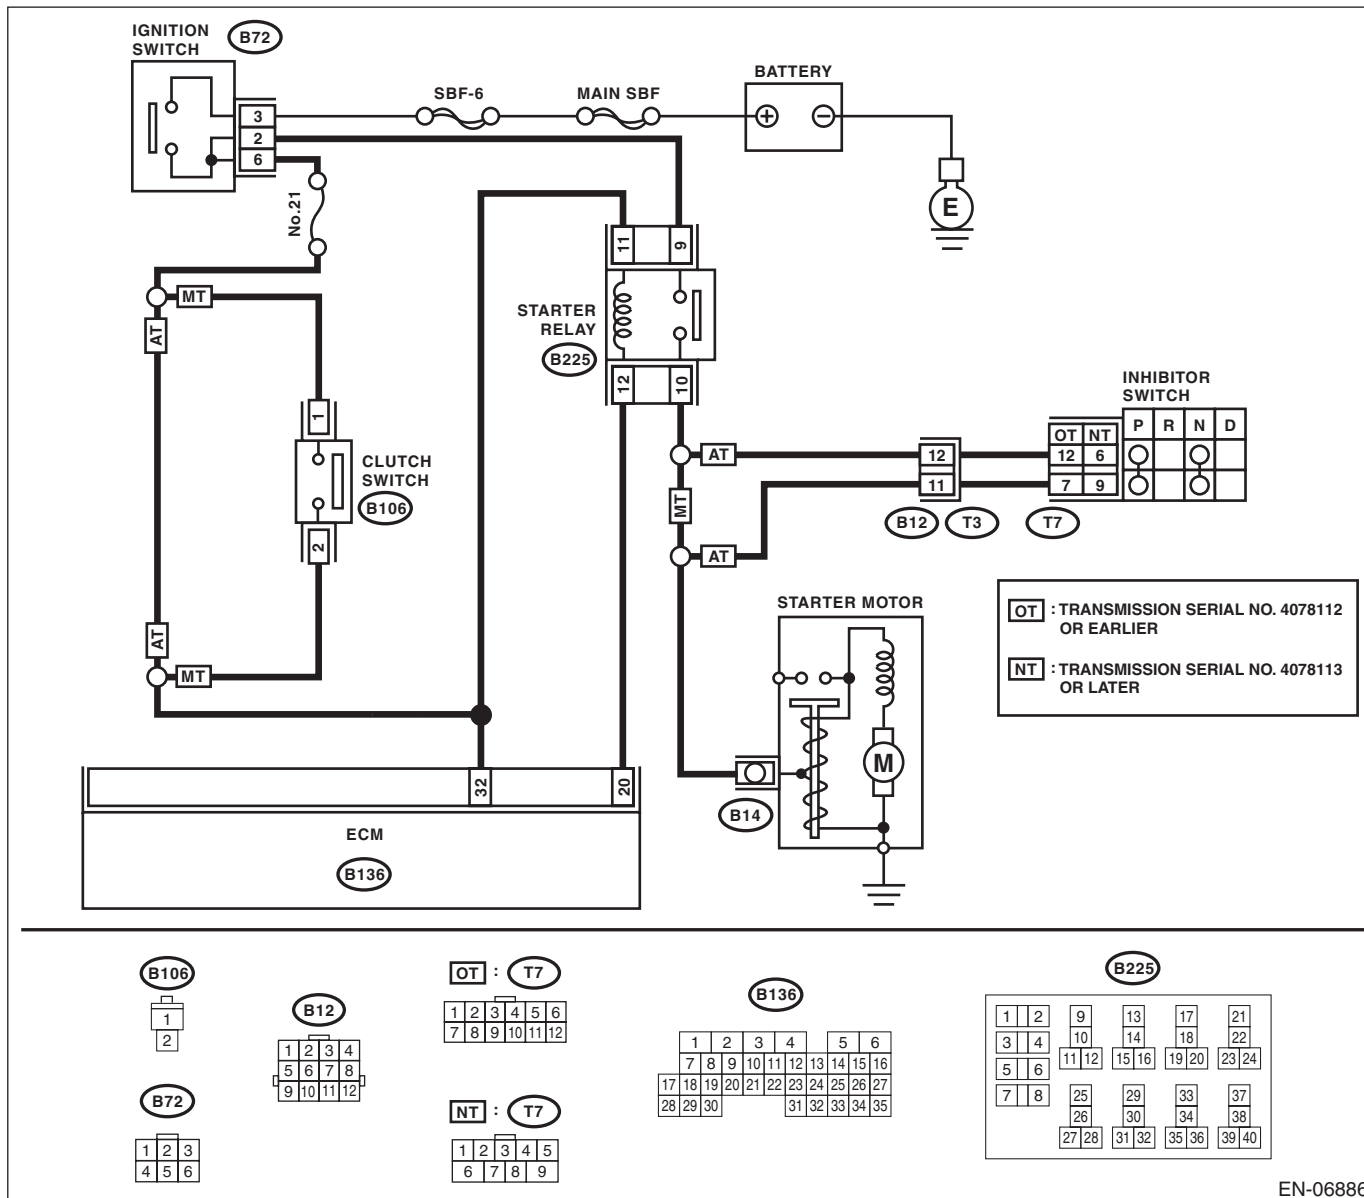 IGNITION
SWITCH
B72
3
2
6
SBF-6
MAIN SBF
BATTERY
E
No.21
MT
AT
1
CLUTCH
SWITCH
B106
2
AT
MT
11
9
STARTER
RELAY
B225
12
10
AT
MT
AT
12
11
B12
T3
T7
INHIBITOR
SWITCH
OT NT P R N D
12 6
7 9
OT : TRANSMISSION SERIAL NO. 4078112
OR EARLIER
NT : TRANSMISSION SERIAL NO. 4078113
OR LATER
STARTER MOTOR
M
B14
32
20
ECM
B136
B106
1
2
B72
1 2 3
4 5 6
B12
1 2 3 4
5 6 7 8
9 10 11 12
OT : T7
1 2 3 4 5 6
7 8 9 10 11 12
NT : T7
1 2 3 4 5
6 7 8 9
B136
1 2 3 4 5 6
7 8 9 10 11 12 13 14 15 16
17 18 19 20 21 22 23 24 25 26 27
28 29 30 31 32 33 34 35
B225
1 2 9 13 17 21
3 4 10 14 18 22
11 12 15 16 19 20 23 24
5 6
7 8 25 29 33 37
26 30 34 38
27 28 31 32 35 36 39 40
EN-06886